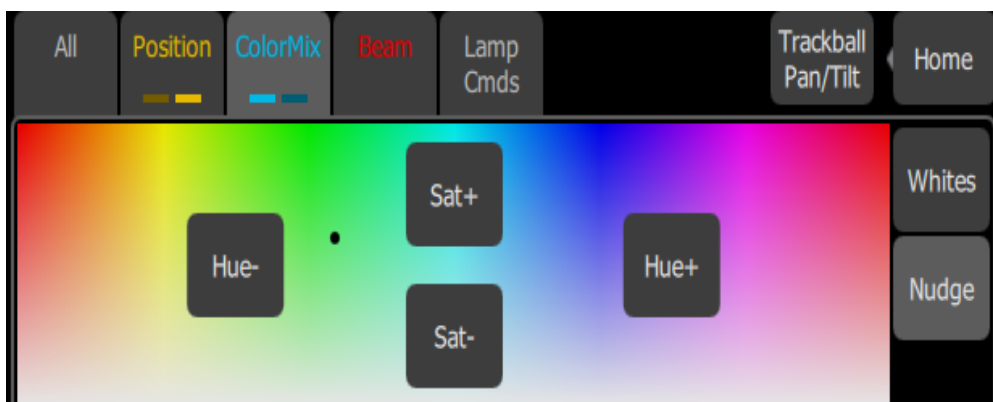 All
Position
ColorMix
Beam
Lamp
Cmds
Trackball
Pan/Tilt
Home
Sat+
Whites
Hue-
Hue+
Nudge
Sat-